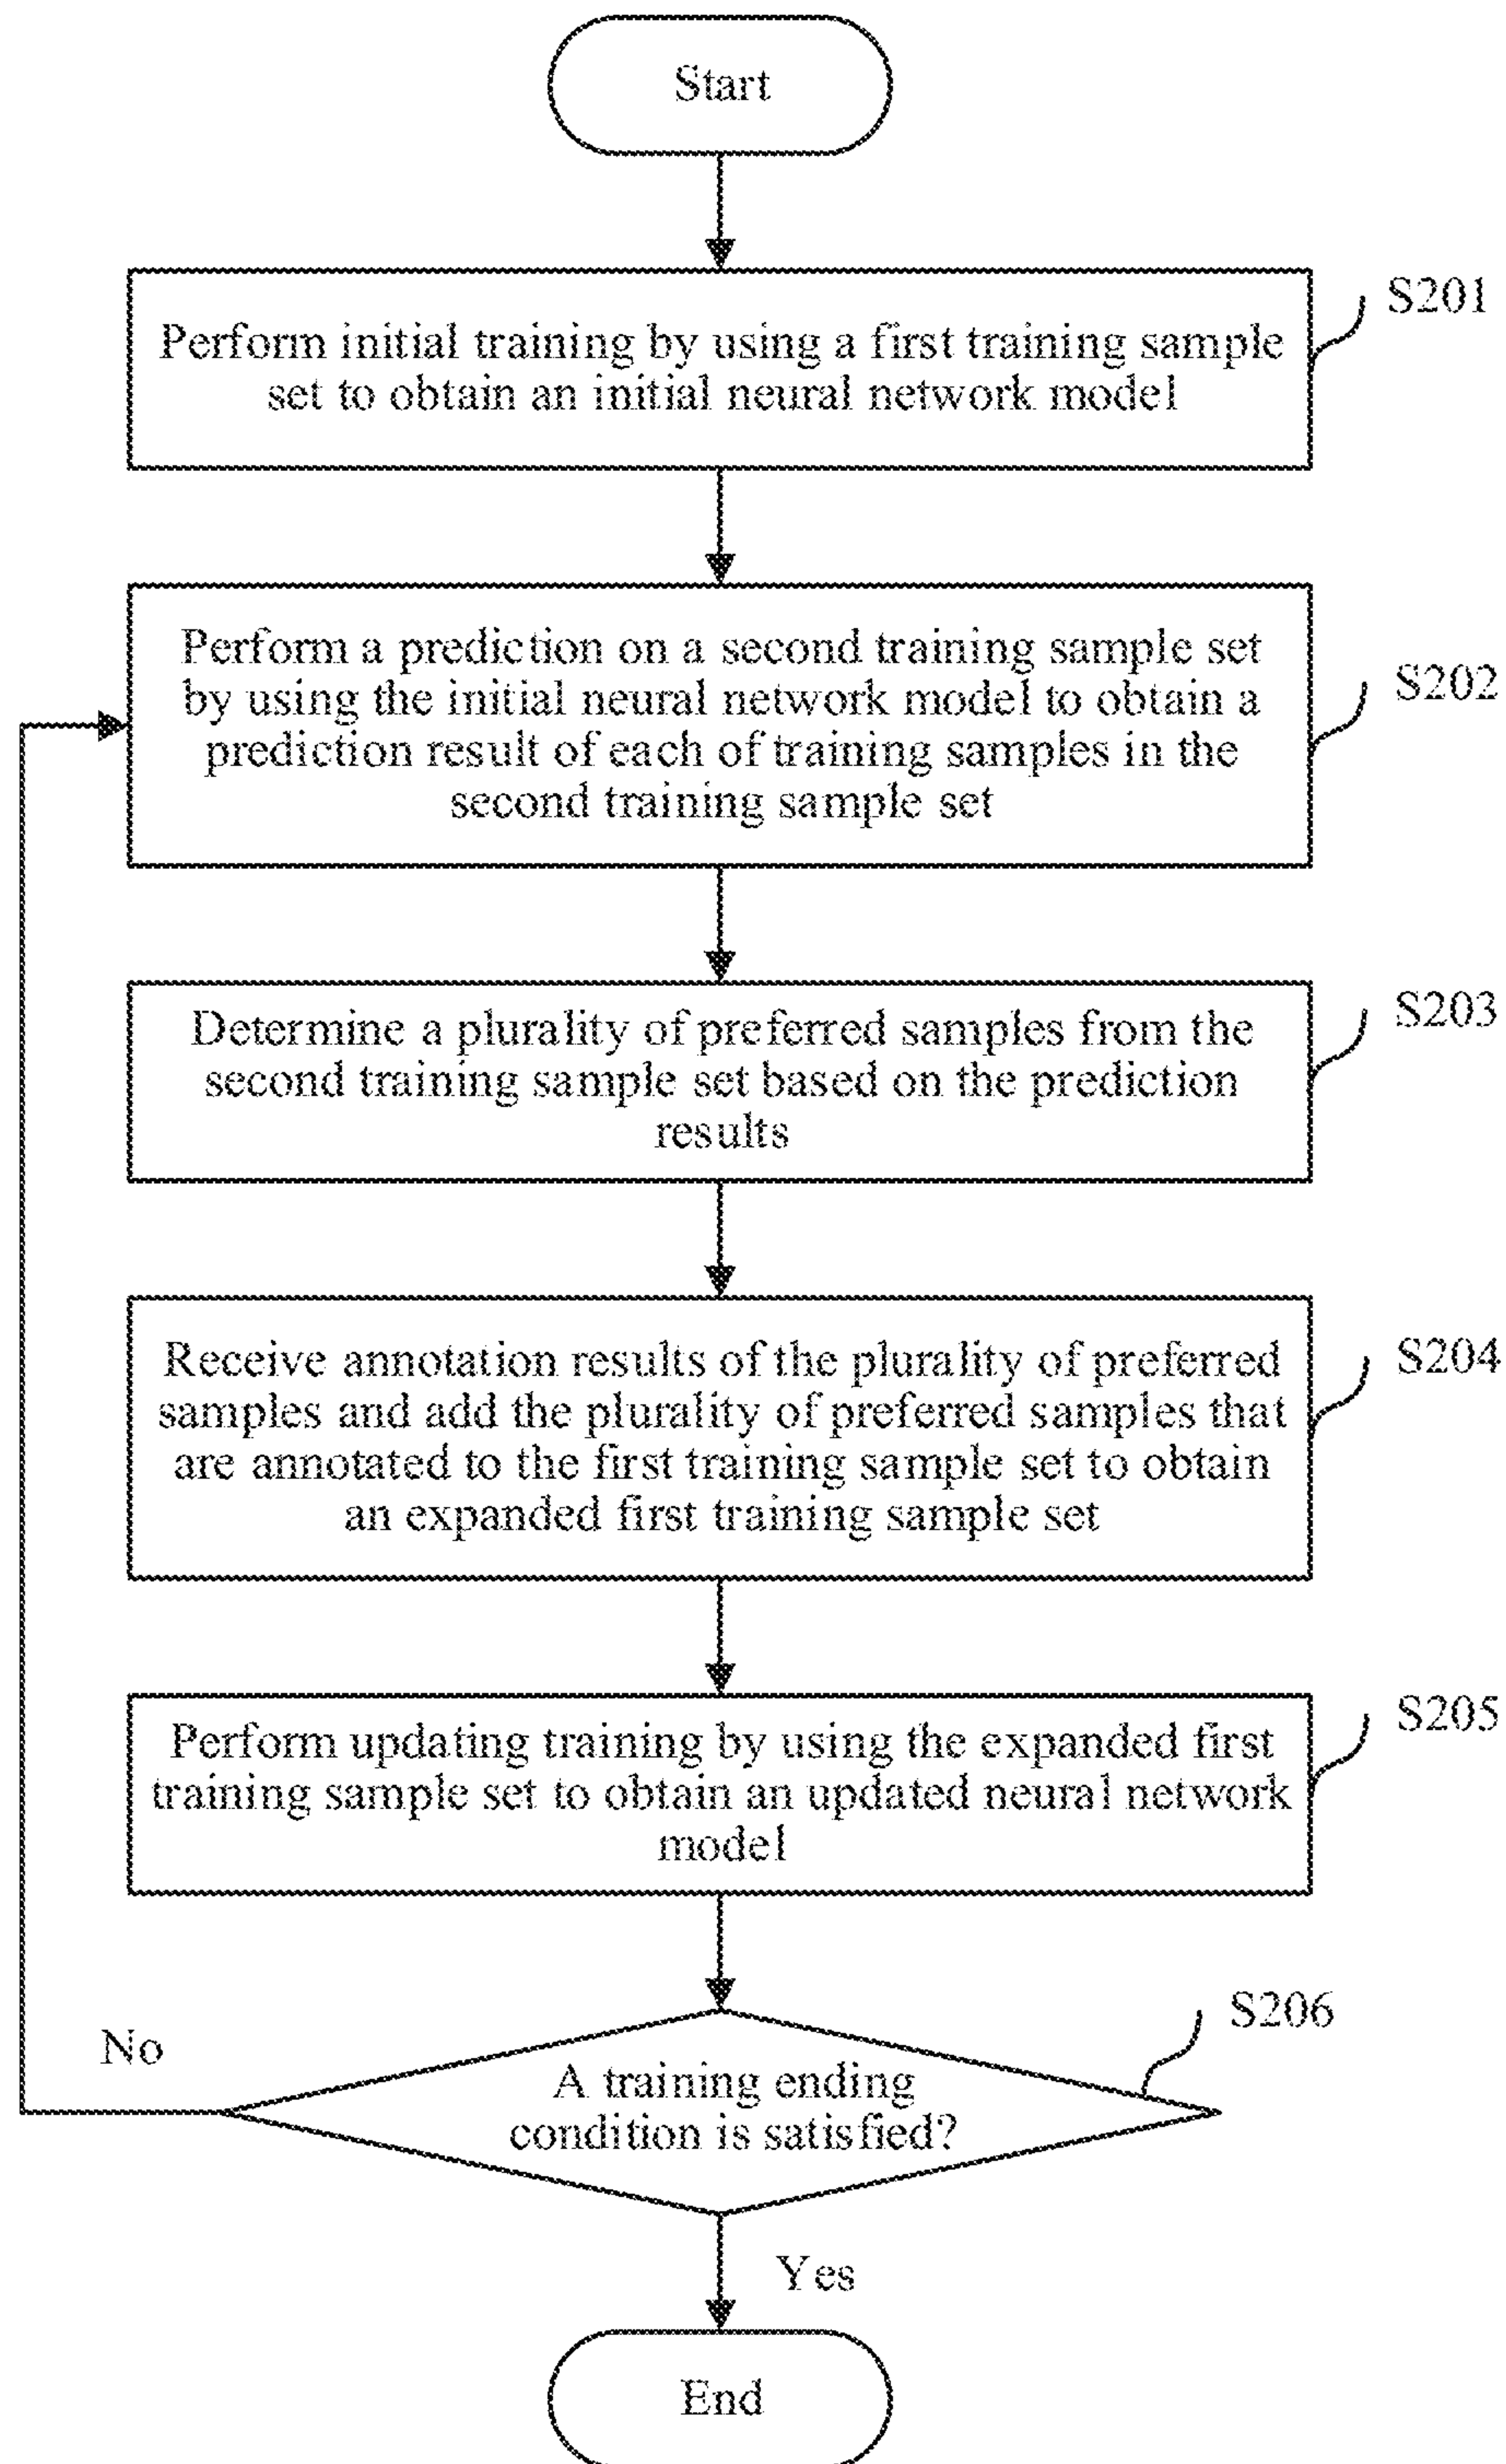 Start
S201
Perform initial training by using a first training sample
set to obtain an initial neural network model
S202
Perform a prediction on a second training sample set
by using the initial neural network model to obtain a
prediction result of each of training samples in the
second training sample set
S203
Determine a plurality of preferred samples from the
second training sample set based on the prediction
results
S204
Receive annotation results of the plurality of preferred
samples and add the plurality of preferred samples that
are annotated to the first training sample set to obtain
an expanded first training sample set
S205
Perform updating training by using the expanded first
training sample set to obtain an updated neural network
model
S206
No
A training ending
condition is satisfied?
Yes
End